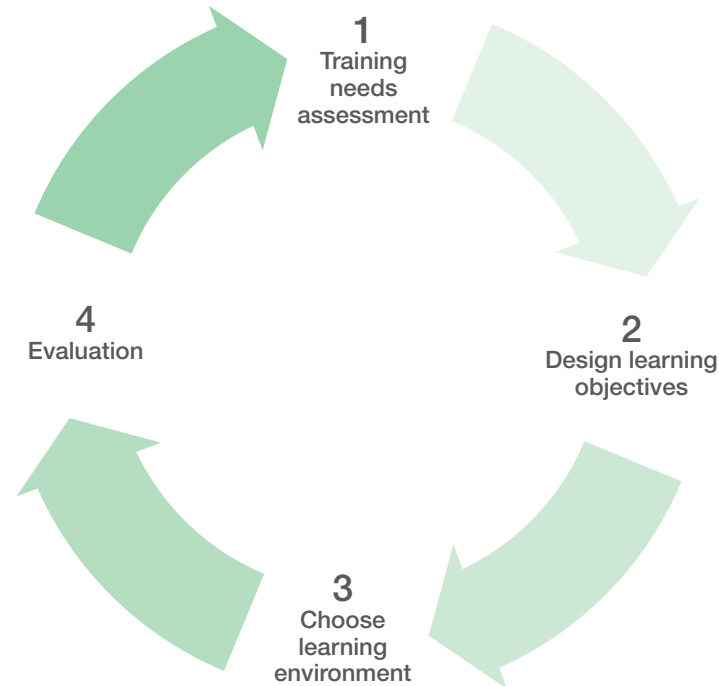 1
Training
needs
assessment
2
Design learning
objectives
3
Choose
learning
environment
4
Evaluation